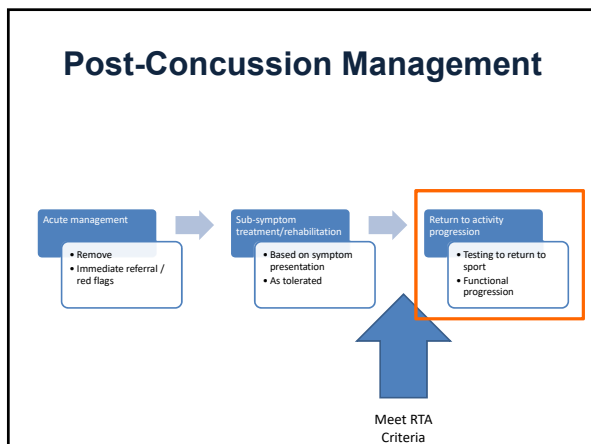 Post-Concussion Management
Acute management
• Remove
• Immediate referral /
red flags
Sub-symptom
treatment/rehabilitation
• Based on symptom
presentation
• As tolerated
Return to activity
progression
• Testing to return to
sport
• Functional
progression
Meet RTA
Criteria